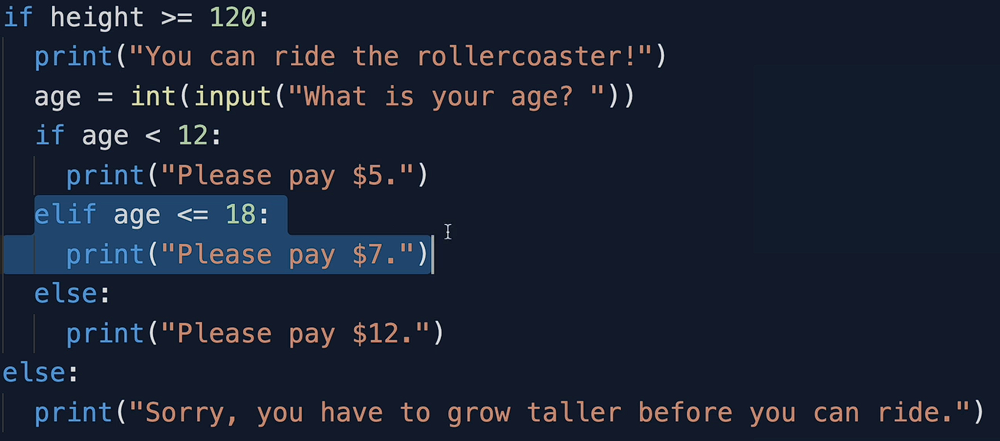 if height >= 120:
  print("You can ride the rollercoaster!")
  age = int(input("What is your age? "))
  if age < 12:
    print("Please pay $5.")
  elif age <= 18:
    print("Please pay $7.")
  else:
    print("Please pay $12.")
else:
  print("Sorry, you have to grow taller before you can ride.")